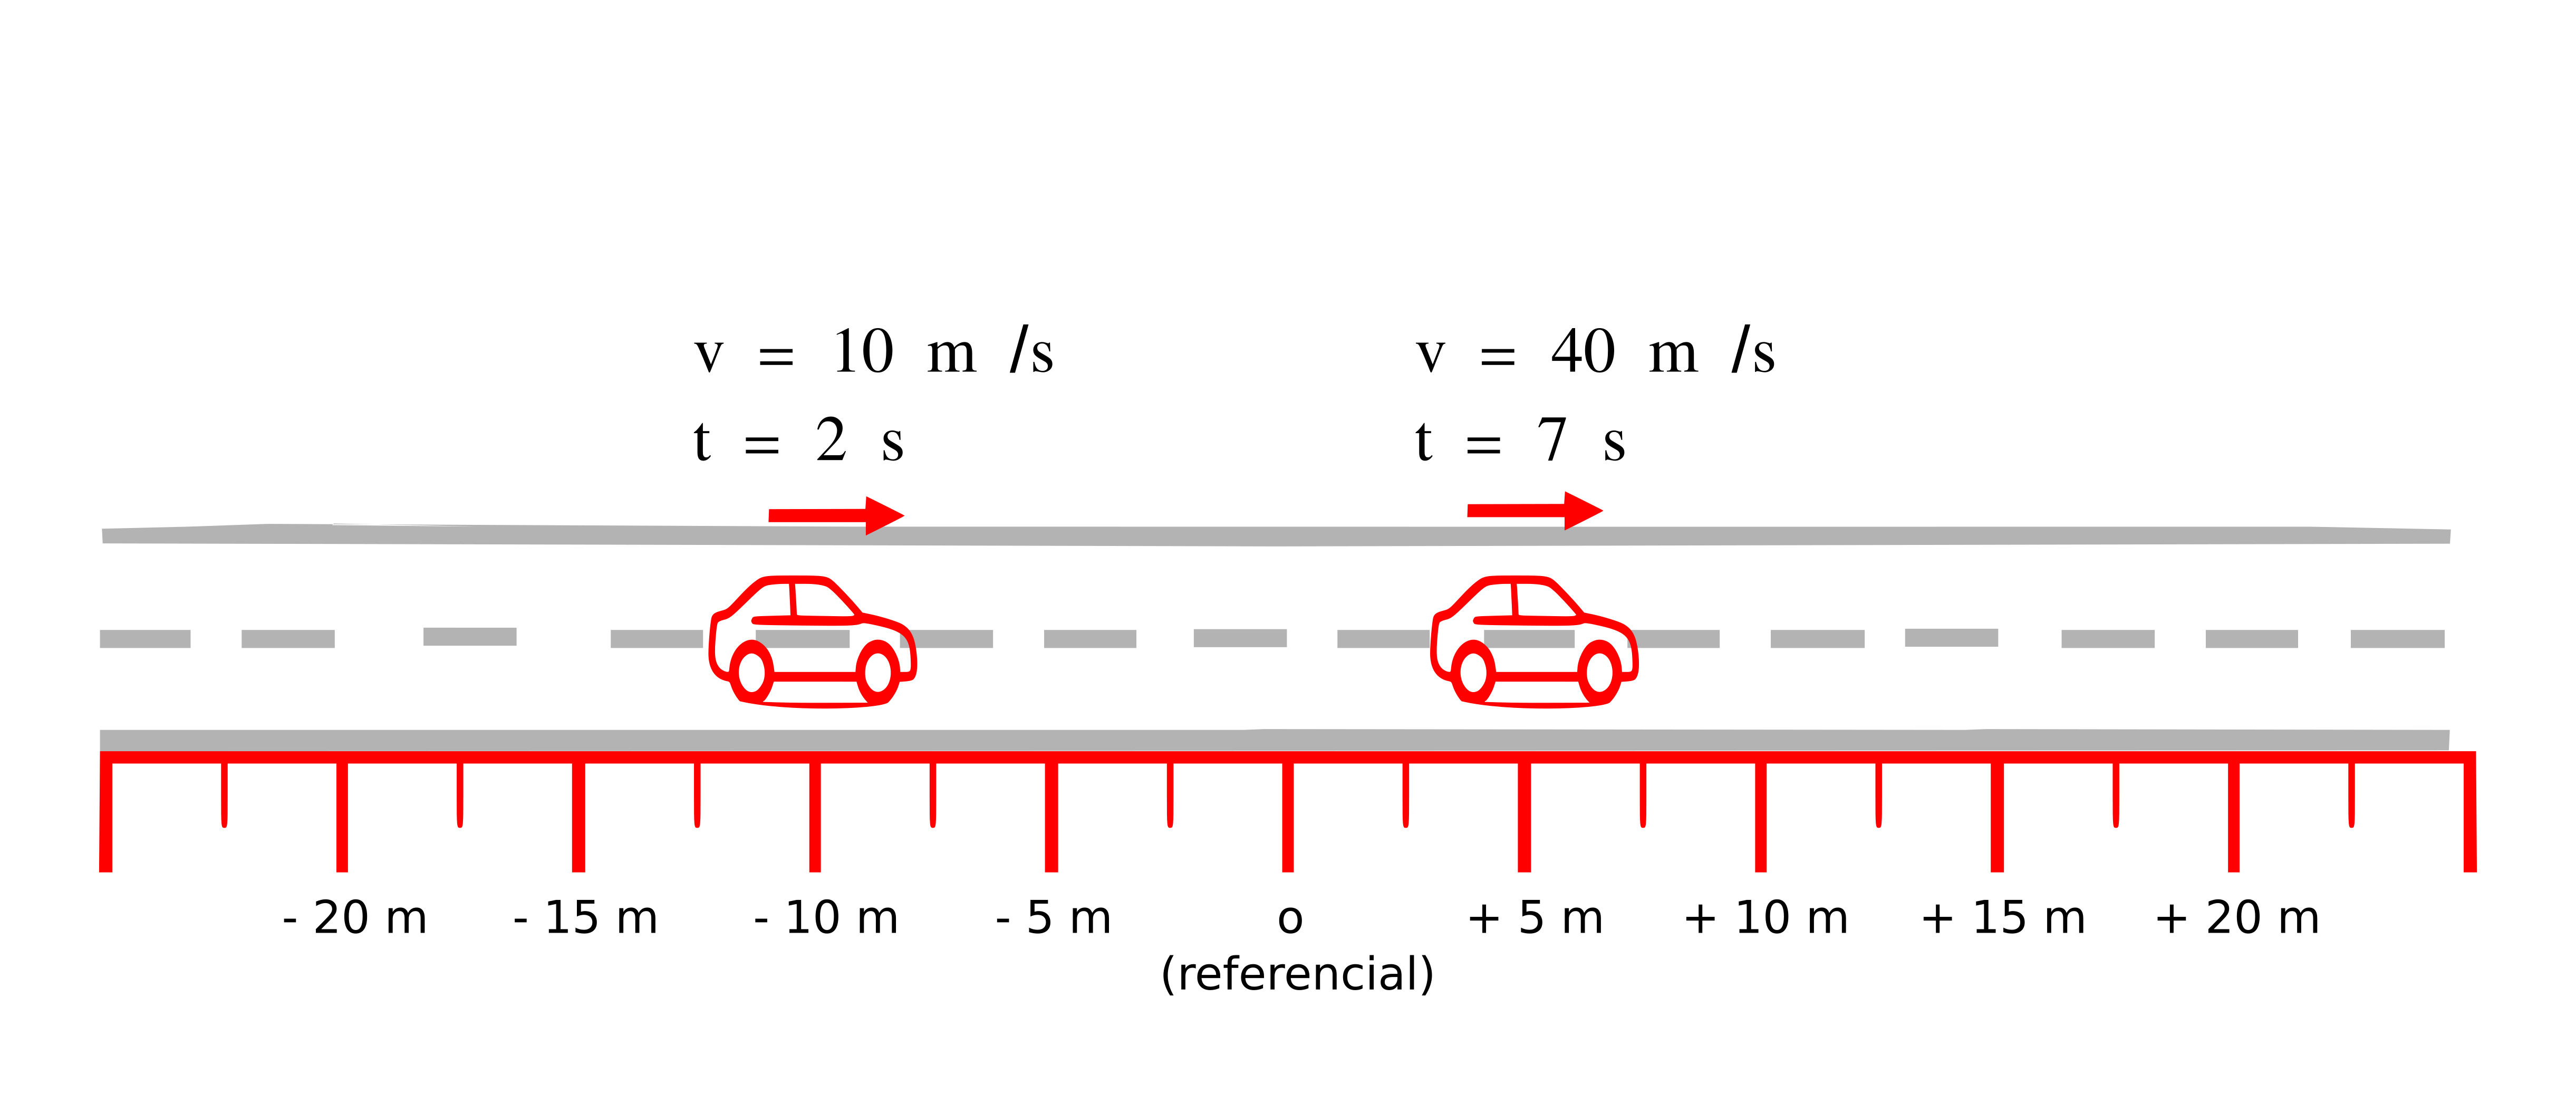 v = 10 m /s
t = 2 s
v = 40 m /s
t = 7 s
- 20 m - 15 m - 10 m - 5 m o + 5 m + 10 m + 15 m + 20 m
(referencial)